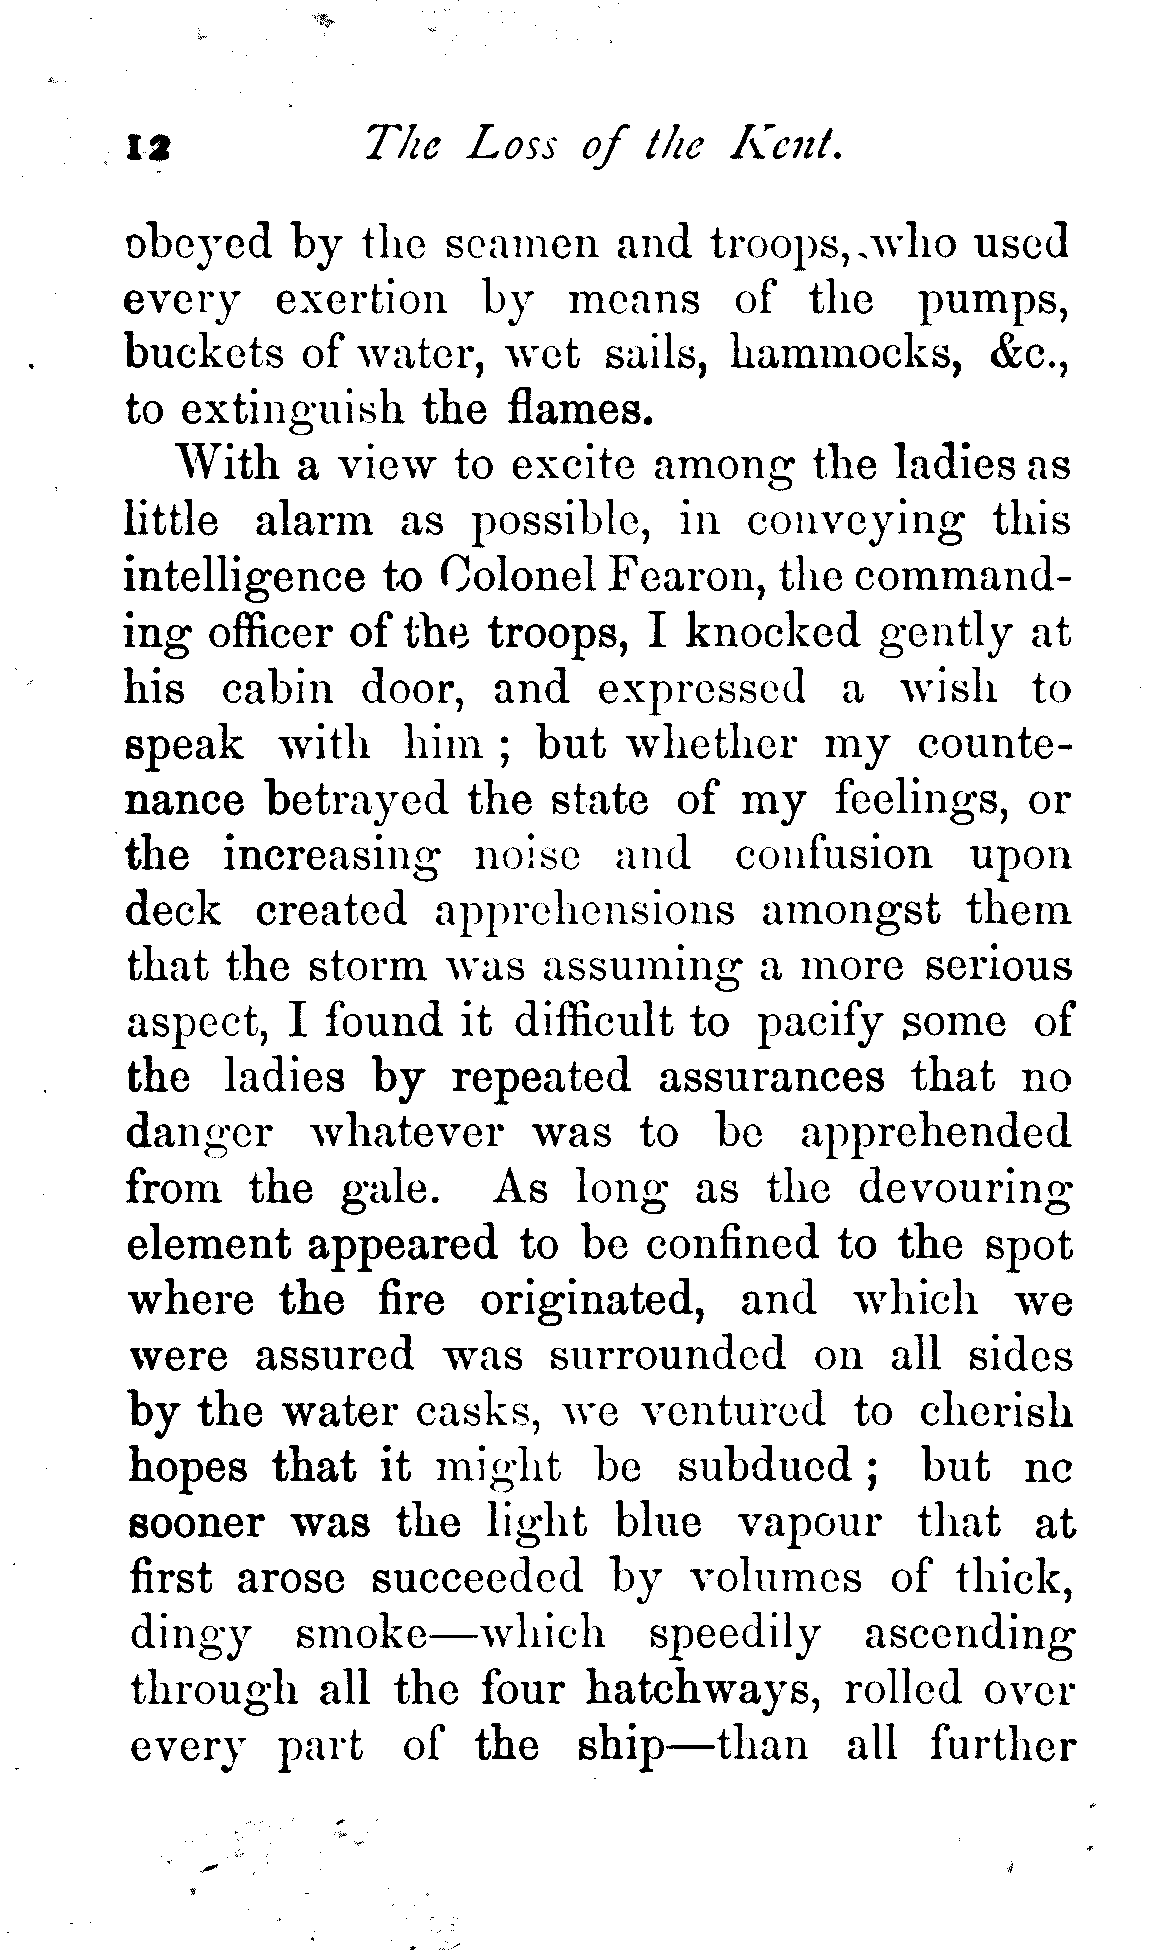 12 The Loss of the Kent.
obeyed by the seamen and troops, who used
every exertion by means of the pumps,
buckets of water, wet sails, hammocks, &c.,
to extinguish the flames.
With a view to excite among the ladies as
little alarm as possible, in conveying this
intelligence to Colonel Fearon, the command-
ing officer of the troops, I knocked gently at
his cabin door, and expressed a wish to
speak with him ; but whether my counte-
nance betrayed the state of my feelings, or
the increasing noise and confusion upon
deck created apprehensions amongst them
that the storm was assuming a more serious
aspect, I found it difficult to pacify some of
the ladies by repeated assurances that no
danger whatever was to be apprehended
from the gale. As long as the devouring
element appeared to be confined to the spot
where the fire originated, and which we
were assured was surrounded on all sides
by the water casks, we ventured to cherish
hopes that it might be subdued ; but no
sooner was the light blue vapour that at
first arose succeeded by volumes of thick,
dingy smoke—which speedily ascending
through all the four hatchways, rolled over
every part of the ship—than all further